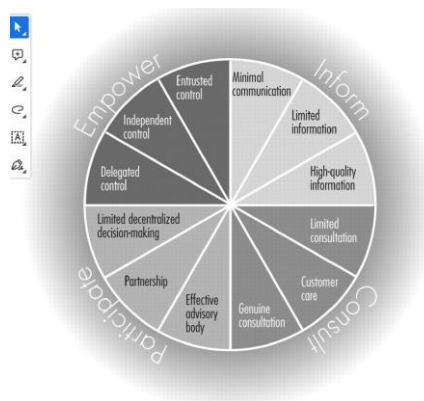 Empower
Inform
Entrusted
control
Minimal
communication
Independent
control
Limited
information
Delegated
control
High-quality
information
Limited decentralized
decision-making
Limited
consultation
Partnership
Customer
care
Effective
advisory
body
Genuine
consultation
Participate
Consult